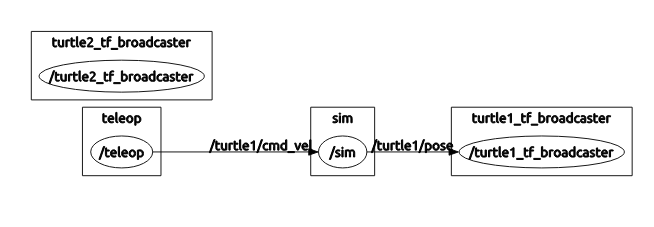 turtle2_tf_broadcaster
/turtle2_tf_broadcaster
teleop
/teleop
/turtle1/cmd_vel
sim
/sim
/turtle1/pose
turtle1_tf_broadcaster
/turtle1_tf_broadcaster